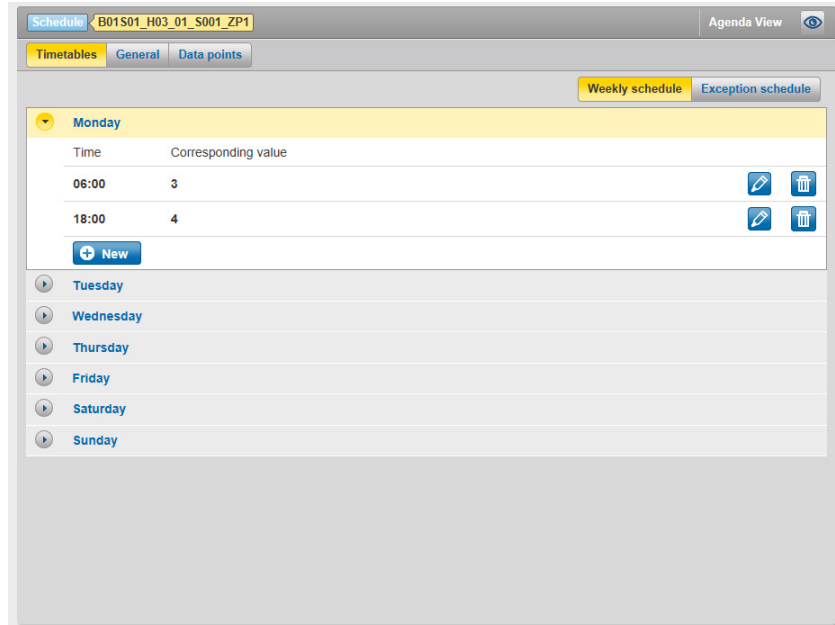 Schedule B01S01_H03_01_S001_ZP1 Agenda View
Timetables General Data points
Weekly schedule Exception schedule
Monday
Time Corresponding value
06:00 3
18:00 4
New
Tuesday
Wednesday
Thursday
Friday
Saturday
Sunday